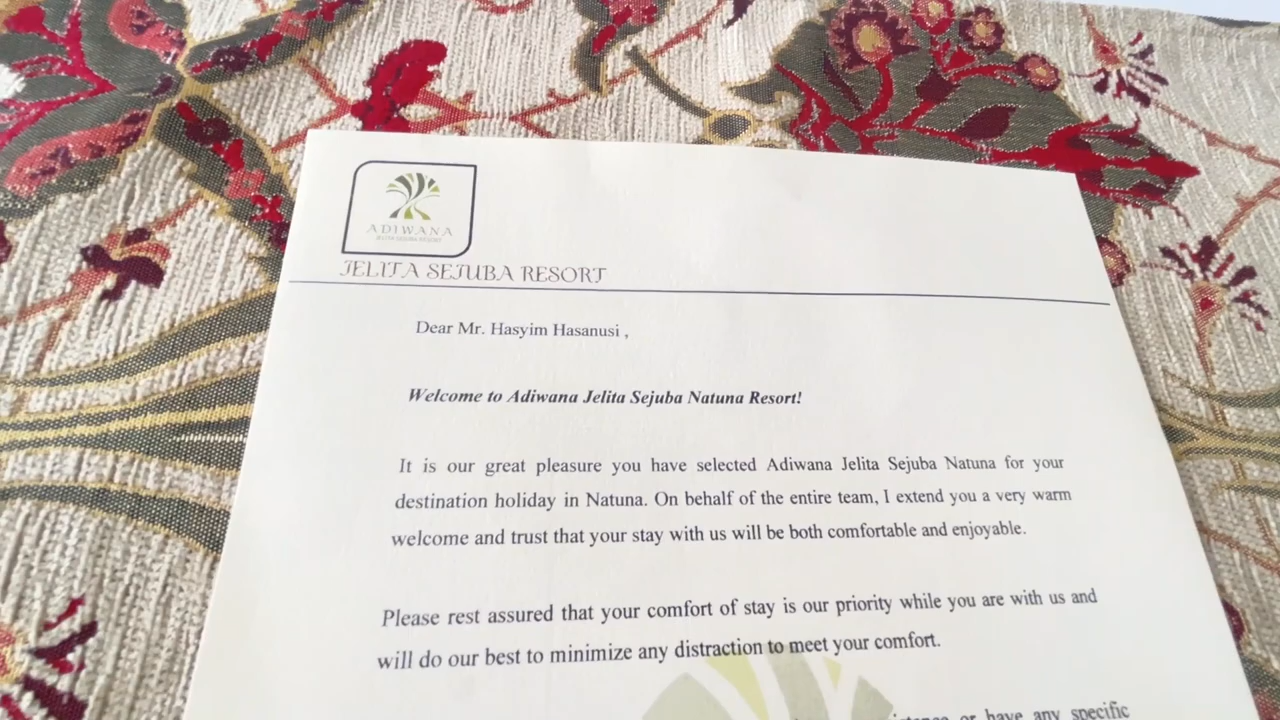 ADIWANA
JELITA SEJUBA RESORT
JELITA SEJUBA RESORT
Dear Mr. Hasyim Hasanusi ,
Welcome to Adiwana Jelita Sejuba Natuna Resort!
It is our great pleasure you have selected Adiwana Jelita Sejuba Natuna for your
destination holiday in Natuna. On behalf of the entire team, I extend you a very warm
welcome and trust that your stay with us will be both comfortable and enjoyable.
Please rest assured that your comfort of stay is our priority while you are with us and
will do our best to minimize any distraction to meet your comfort.
or have any specific